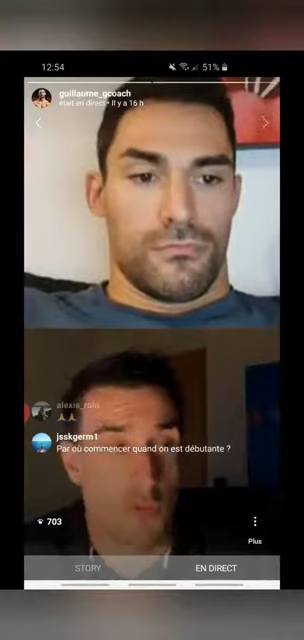 12:54
51%
guillaume_gcoach
était en direct • Il y a 16 h
alexis_rola
jsskgerm1
Par où commencer quand on est débutante ?
703
Plus
STORY
EN DIRECT